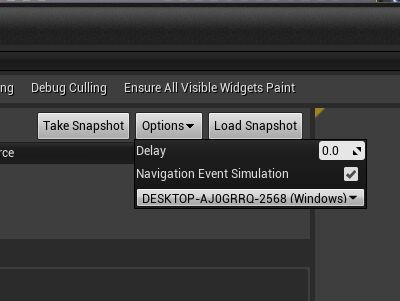 ng Debug Culling Ensure All Visible Widgets Paint
Take Snapshot Options Load Snapshot
rce
Delay 0.0
Navigation Event Simulation
DESKTOP-AJ0GRRQ-2568 (Windows)